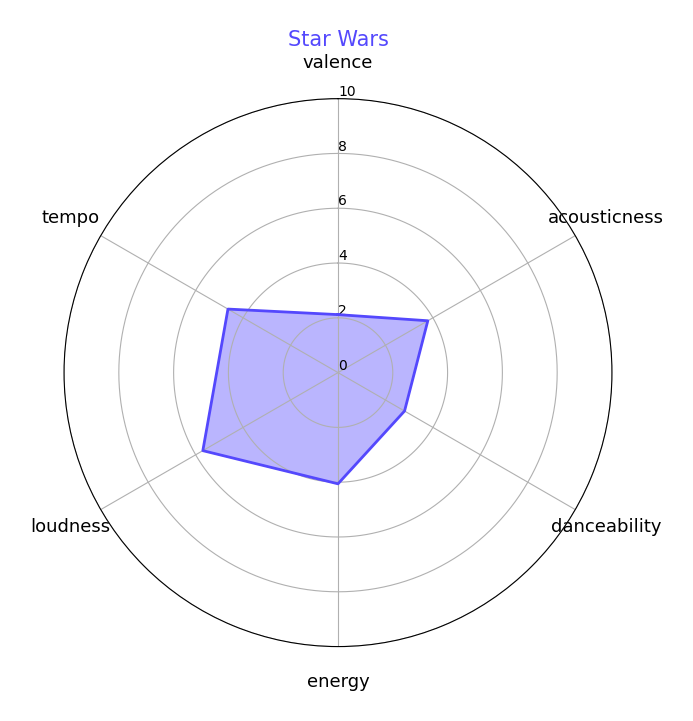 Star Wars
valence
10
8
6
4
2
0
tempo
acousticness
loudness
danceability
energy